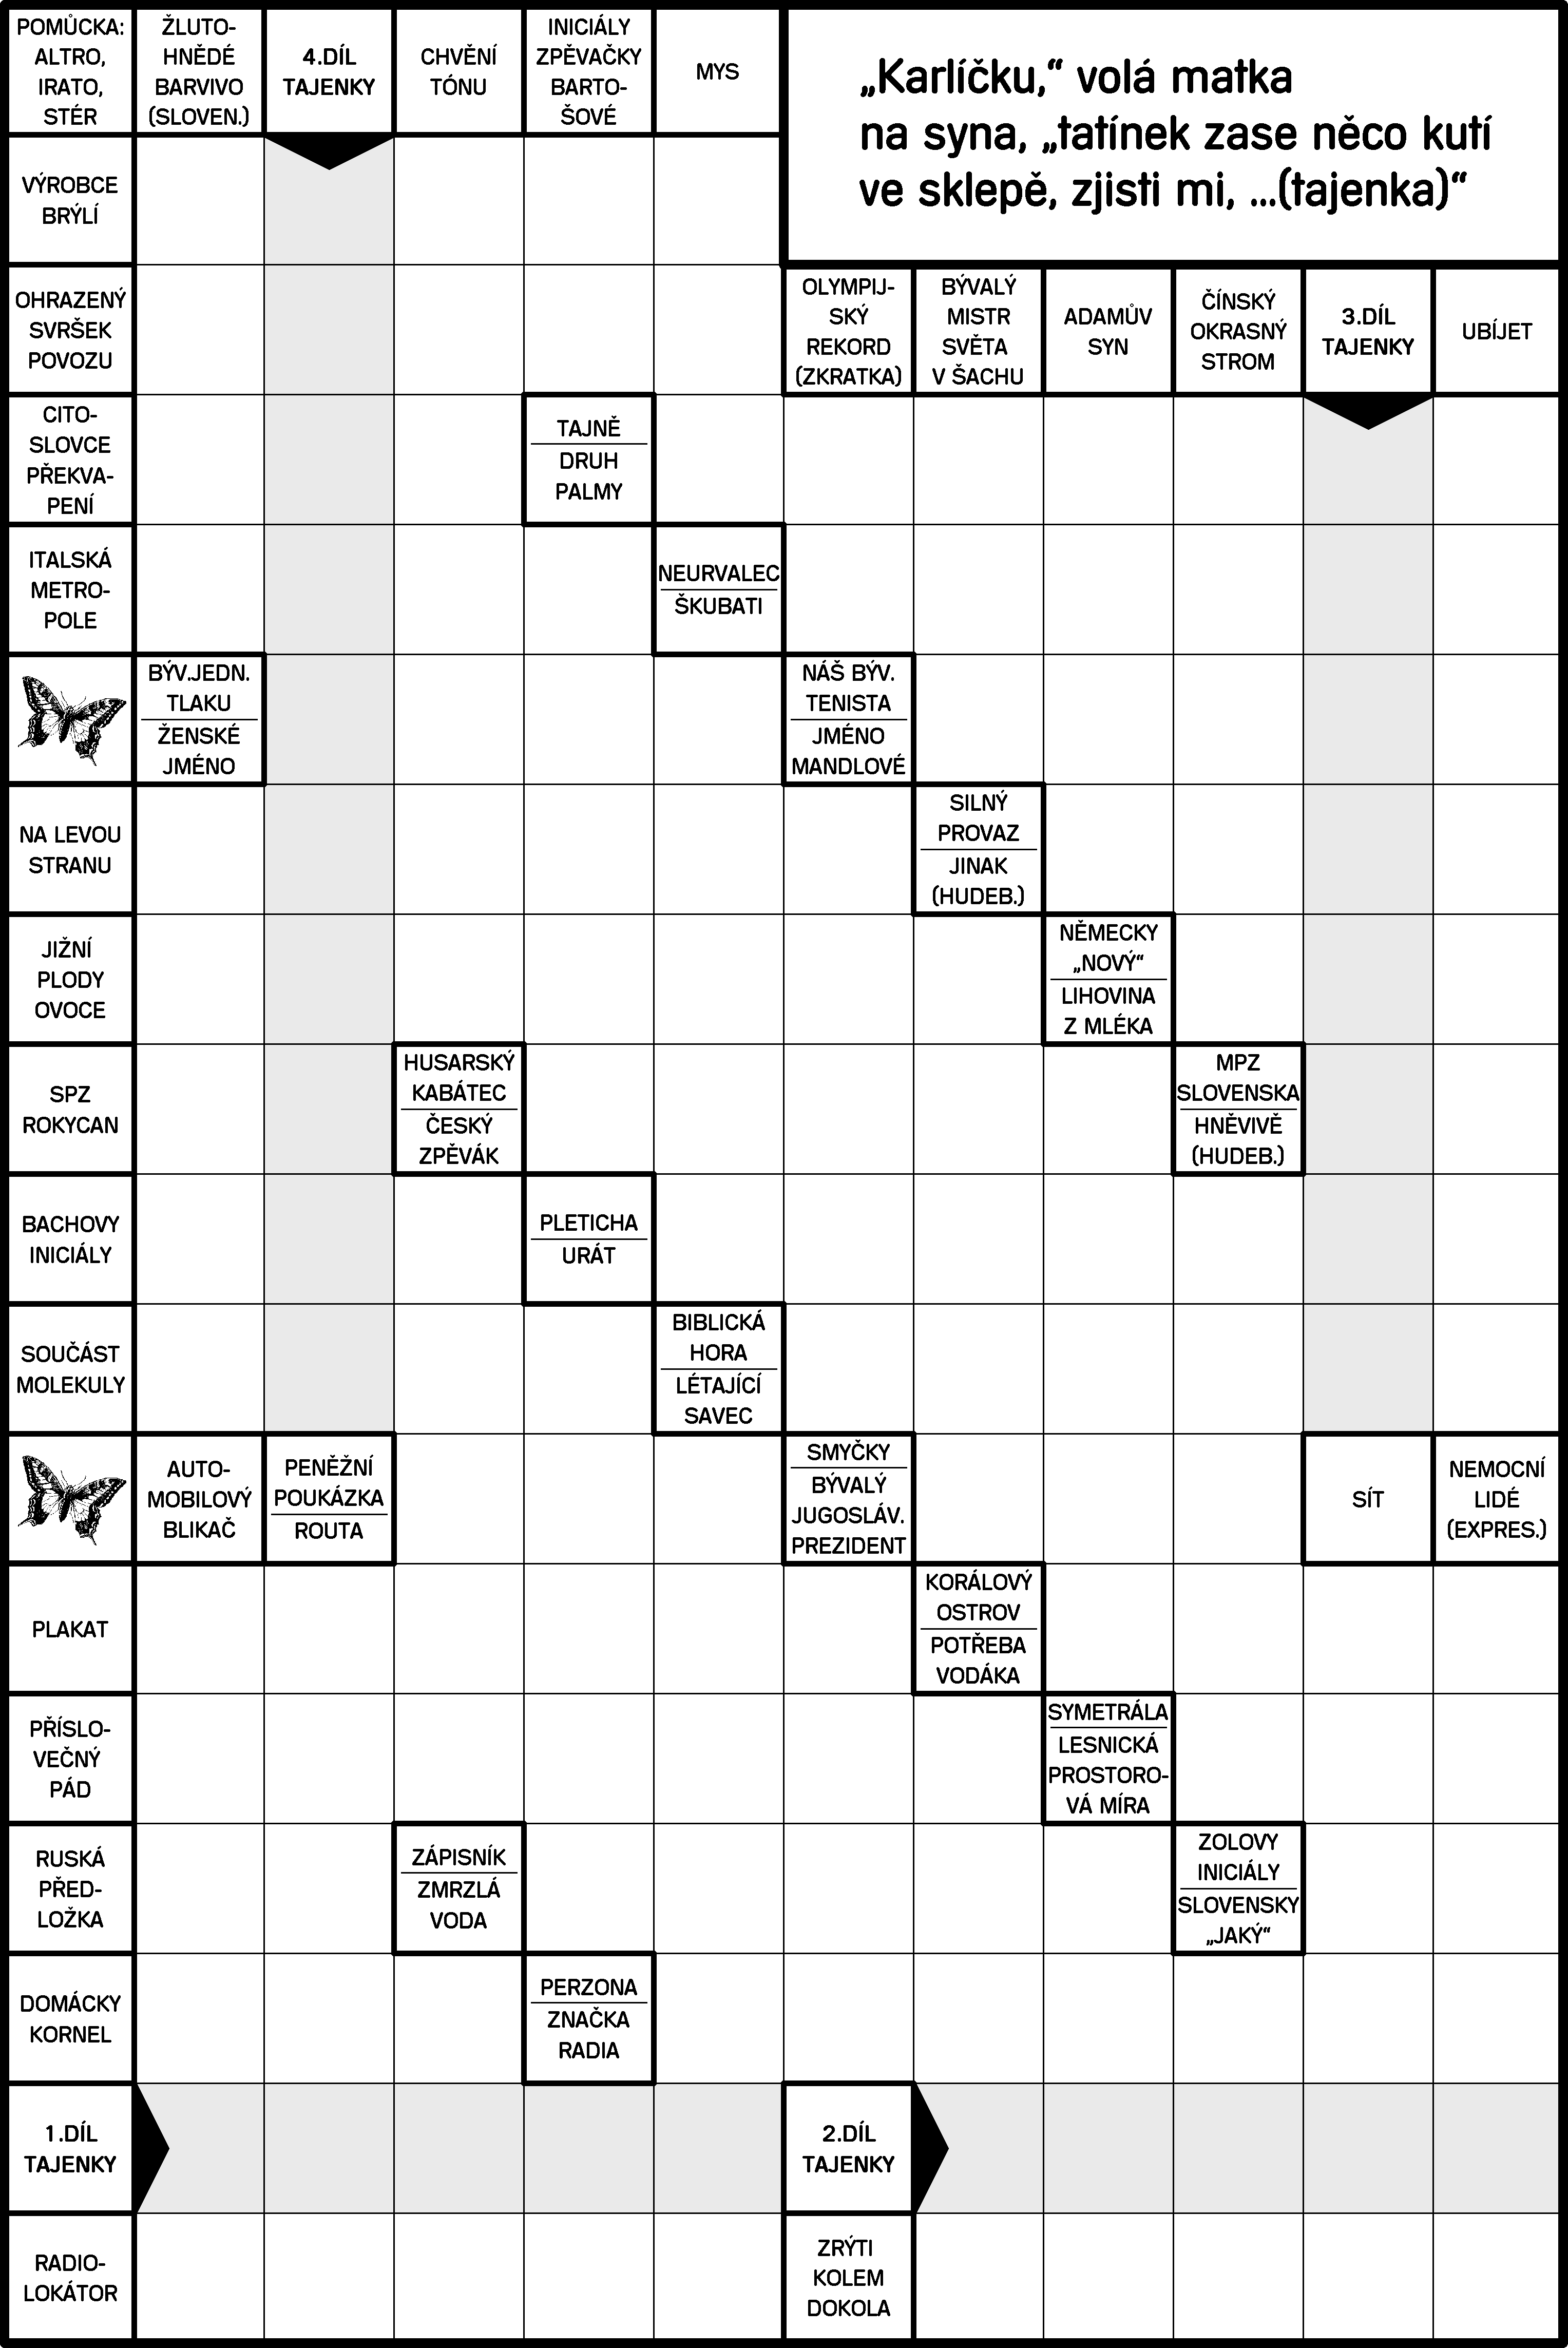 POMŮCKA:
ALTRO,
IRATO,
STÉR
ŽLUTO-
HNĚDÉ
BARVIVO
(SLOVEN.)
4.DÍL
TAJENKY
CHVĚNÍ
TÓNU
INICIÁLY
ZPĚVAČKY
BARTO-
ŠOVÉ
MYS
„Karlíčku,“ volá matka
na syna, „tatínek zase něco kutí
ve sklepě, zjisti mi, ...(tajenka)“
VÝROBCE
BRÝLÍ
OHRAZENÝ
SVRŠEK
POVOZU
OLYMPIJ-
SKÝ
REKORD
(ZKRATKA)
BÝVALÝ
MISTR
SVĚTA
V ŠACHU
ADAMŮV
SYN
ČÍNSKÝ
OKRASNÝ
STROM
3.DÍL
TAJENKY
UBÍJET
CITO-
SLOVCE
PŘEKVA-
PENÍ
TAJNĚ
DRUH
PALMY
ITALSKÁ
METRO-
POLE
NEURVALEC
ŠKUBATI
BÝV.JEDN.
TLAKU
ŽENSKÉ
JMÉNO
NÁŠ BÝV.
TENISTA
JMÉNO
MANDLOVÉ
NA LEVOU
STRANU
SILNÝ
PROVAZ
JINAK
(HUDEB.)
JIŽNÍ
PLODY
OVOCE
NĚMECKY
„NOVÝ“
LIHOVINA
Z MLÉKA
SPZ
ROKYCAN
HUSARSKÝ
KABÁTEC
ČESKÝ
ZPĚVÁK
MPZ
SLOVENSKA
HNĚVIVĚ
(HUDEB.)
BACHOVY
INICIÁLY
PLETICHA
URÁT
SOUČÁST
MOLEKULY
BIBLICKÁ
HORA
LÉTAJÍCÍ
SAVEC
AUTO-
MOBILOVÝ
BLIKAČ
PENĚŽNÍ
POUKÁZKA
ROUTA
SMYČKY
BÝVALÝ
JUGOSLÁV.
PREZIDENT
SÍT
NEMOCNÍ
LIDÉ
(EXPRES.)
PLAKAT
KORÁLOVÝ
OSTROV
POTŘEBA
VODÁKA
PŘÍSLO-
VEČNÝ
PÁD
SYMETRÁLA
LESNICKÁ
PROSTORO-
VÁ MÍRA
RUSKÁ
PŘED-
LOŽKA
ZÁPISNÍK
ZMRZLÁ
VODA
ZOLOVY
INICIÁLY
SLOVENSKY
„JAKÝ“
DOMÁCKY
KORNEL
PERZONA
ZNAČKA
RADIA
1.DÍL
TAJENKY
2.DÍL
TAJENKY
RADIO-
LOKÁTOR
ZRÝTI
KOLEM
DOKOLA